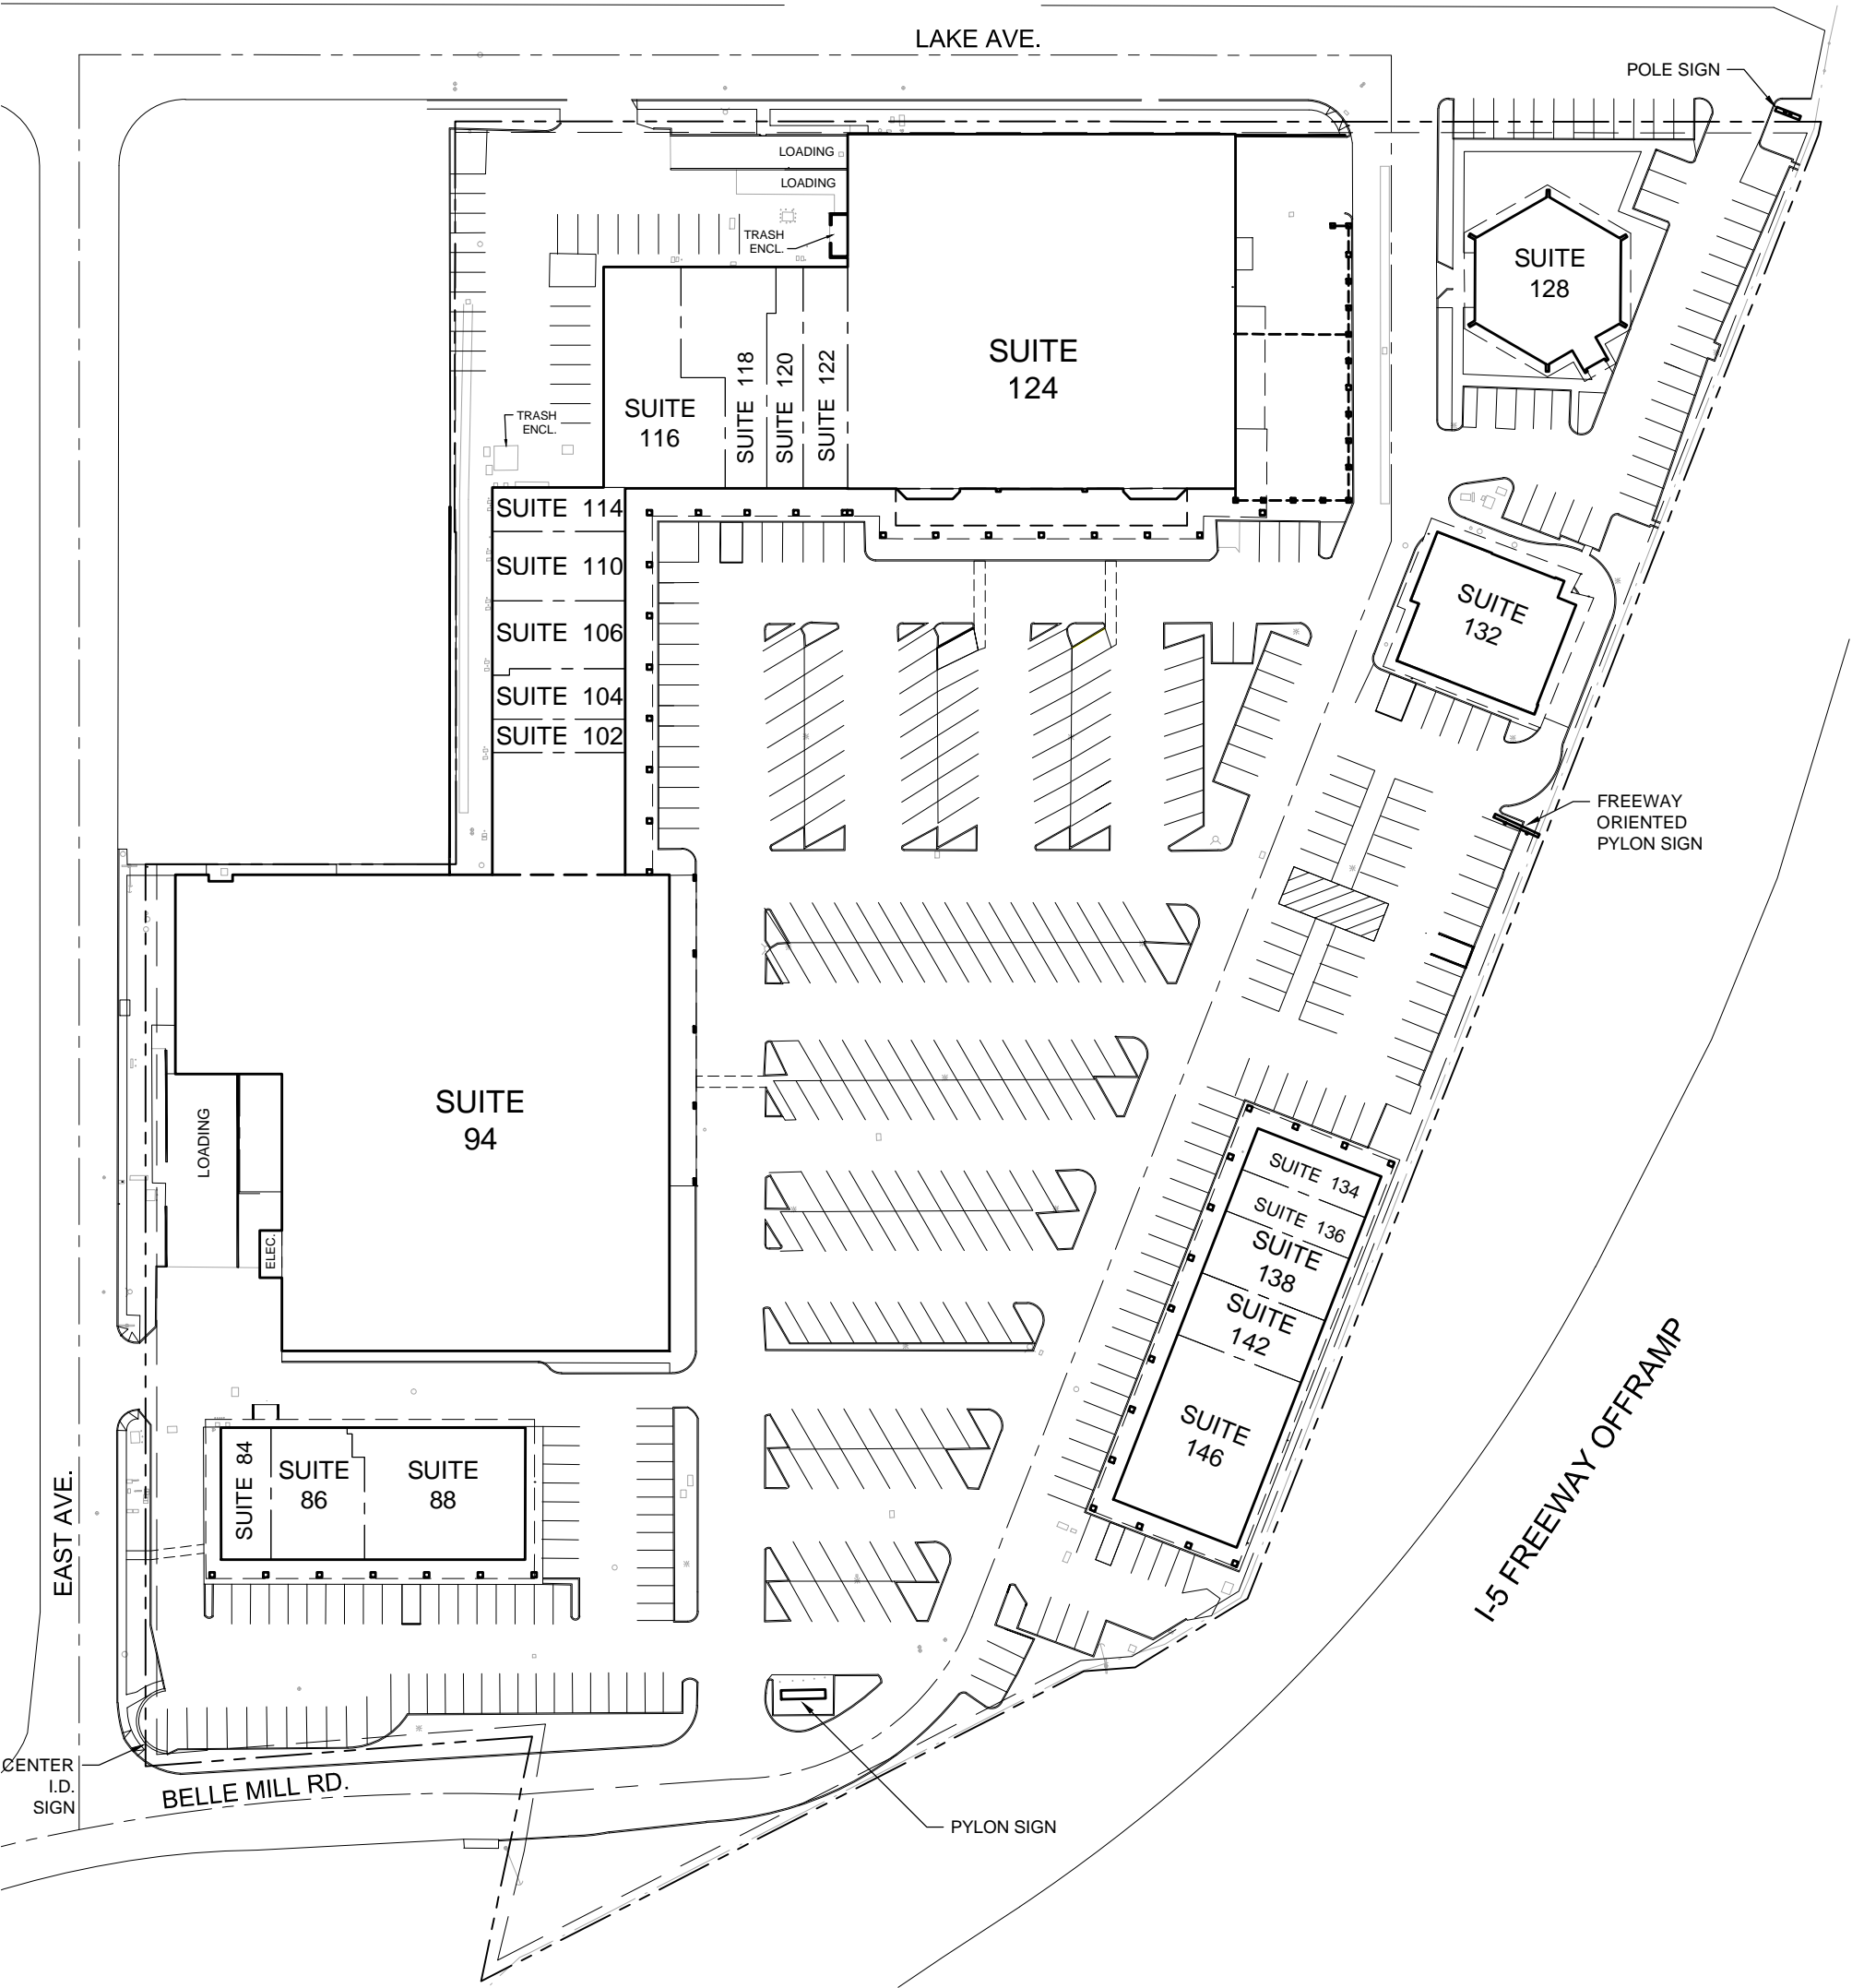 LAKE AVE.
POLE SIGN
LOADING
LOADING
TRASH
ENCL.
SUITE
128
SUITE
124
SUITE
116
SUITE 118
SUITE 120
SUITE 122
TRASH
ENCL.
SUITE 114
SUITE 110
SUITE 106
SUITE 104
SUITE 102
SUITE
132
FREEWAY
ORIENTED
PYLON SIGN
SUITE
94
LOADING
ELEC.
SUITE 134
SUITE 136
SUITE
138
SUITE
142
SUITE
146
I-5 FREEWAY OFFRAMP
SUITE 84
SUITE
86
SUITE
88
EAST AVE.
CENTER
I.D.
SIGN
BELLE MILL RD.
PYLON SIGN